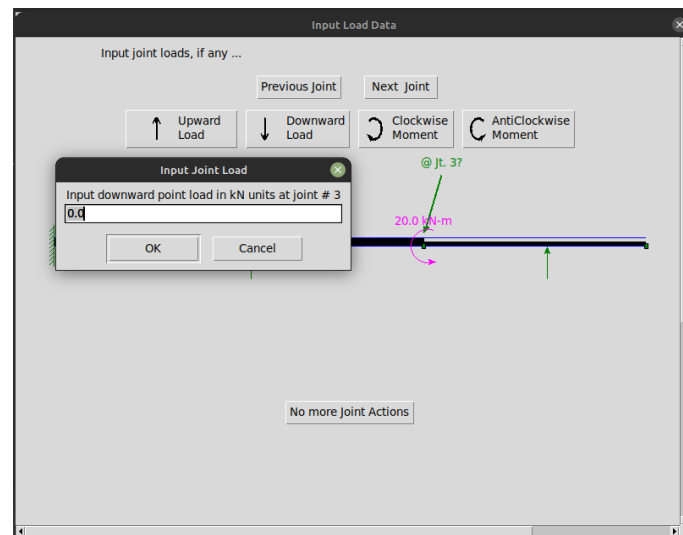 Input Load Data
Input joint loads, if any ...
Previous Joint
Next Joint
Upward
Load
Downward
Load
Clockwise
Moment
AntiClockwise
Moment
@ Jt. 3?
Input Joint Load
Input downward point load in kN units at joint # 3
0.0
OK
Cancel
20.0 kN-m
No more Joint Actions